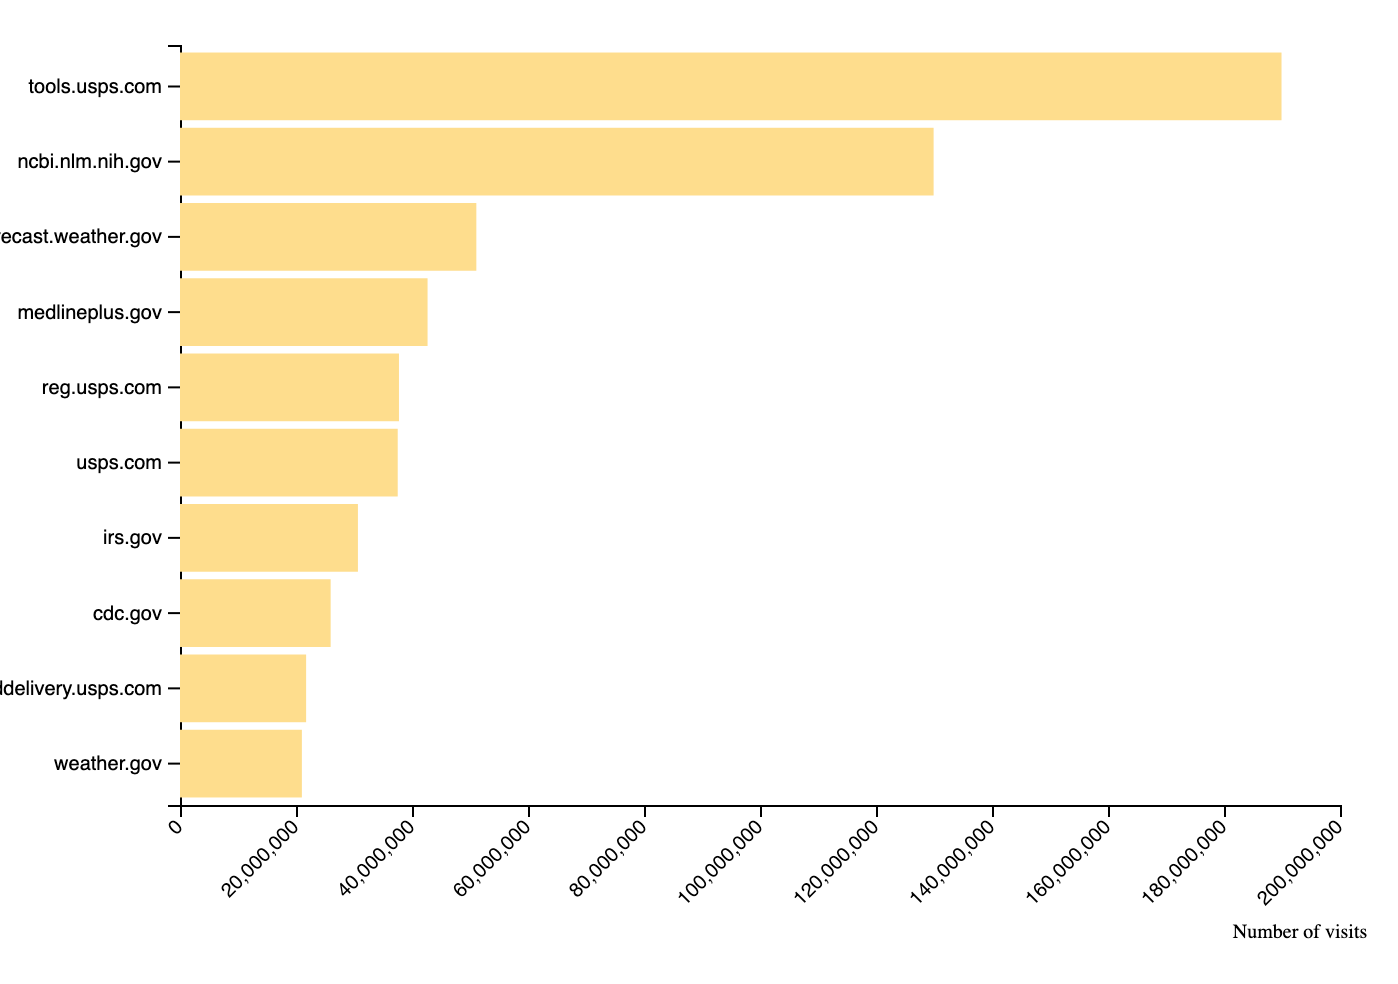 tools.usps.com
ncbi.nlm.nih.gov
ecast.weather.gov
medlineplus.gov
reg.usps.com
usps.com
irs.gov
cdc.gov
ddelivery.usps.com
weather.gov
0
20,000,000
40,000,000
60,000,000
80,000,000
100,000,000
120,000,000
140,000,000
160,000,000
180,000,000
200,000,000
Number of visits